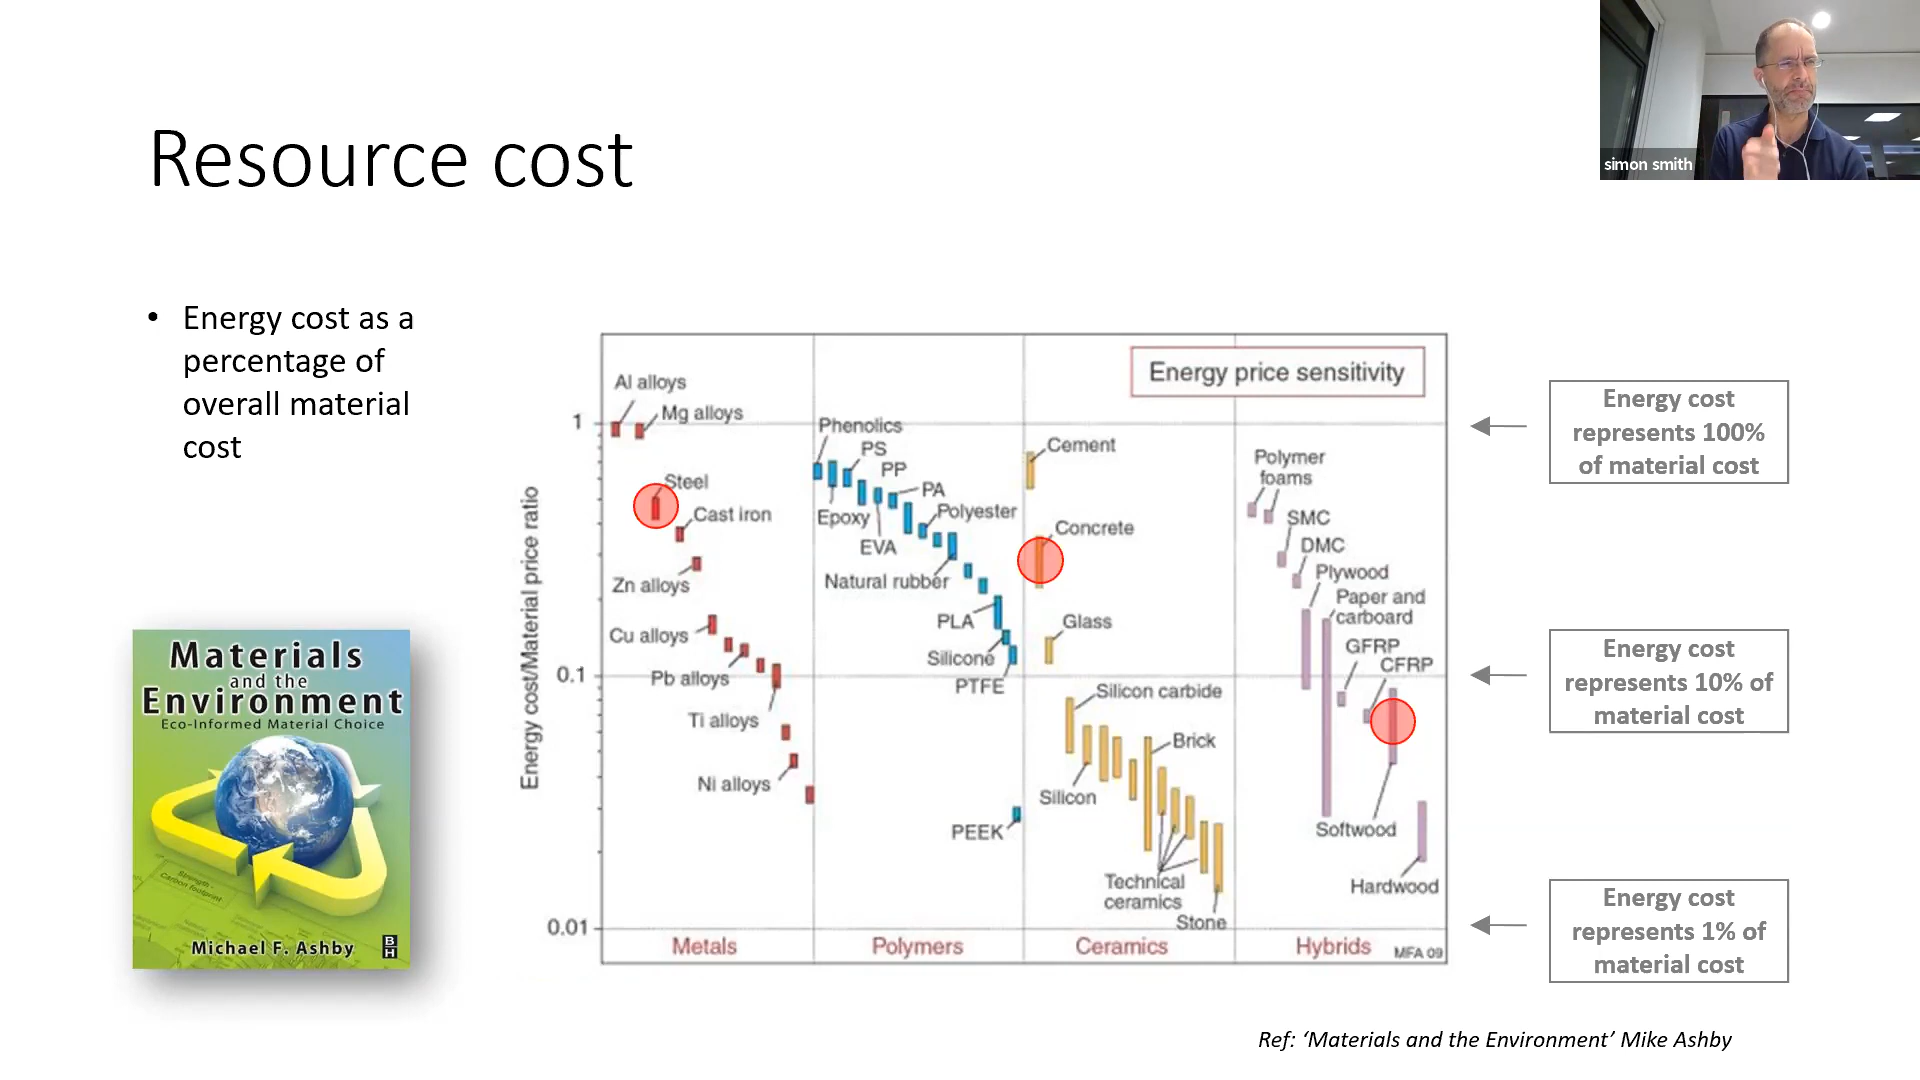 simon smith
Resource cost
• Energy cost as a
percentage of
overall material
cost
Materials
and the
Environment
Eco-Informed Material Choice
Strength -
Carbon footprint
Michael F. Ashby
B
H
Energy price sensitivity
Energy cost/Material price ratio
1
0.1
0.01
Al alloys
Mg alloys
Steel
Cast iron
Zn alloys
Cu alloys
Pb alloys
Ti alloys
Ni alloys
Metals
Phenolics
PS
PP
PA
Epoxy
Polyester
EVA
Natural rubber
PLA
Silicone
PTFE
PEEK
Polymers
Cement
Concrete
Glass
Silicon carbide
Brick
Silicon
Technical
ceramics
Stone
Ceramics
Polymer
foams
SMC
DMC
Plywood
Paper and
carboard
GFRP
CFRP
Softwood
Hardwood
Hybrids
MFA 09
Energy cost
represents 100%
of material cost
Energy cost
represents 10% of
material cost
Energy cost
represents 1% of
material cost
Ref: ‘Materials and the Environment’ Mike Ashby